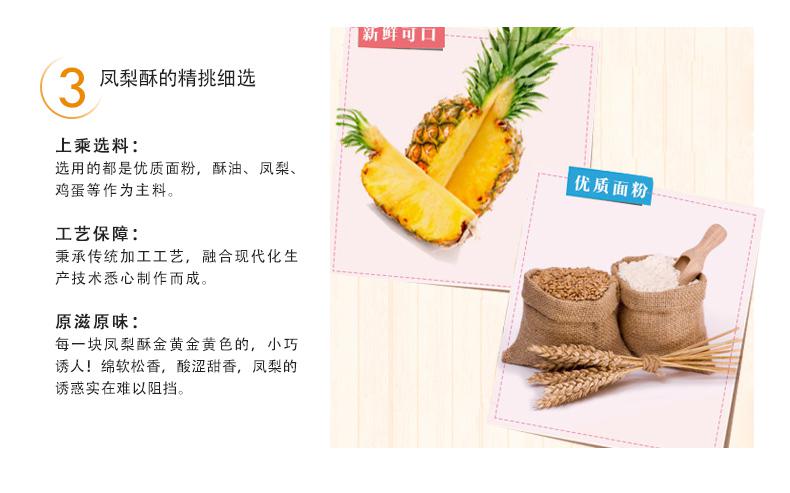 3
凤梨酥的精挑细选
上乘选料：
选用的都是优质面粉，酥油、凤梨、
鸡蛋等作为主料。
工艺保障：
秉承传统加工工艺，融合现代化生
产技术悉心制作而成。
原滋原味：
每一块凤梨酥金黄金黄色的，小巧
诱人！绵软松香，酸涩甜香，凤梨的
诱惑实在难以阻挡。
新鲜可口
优质面粉